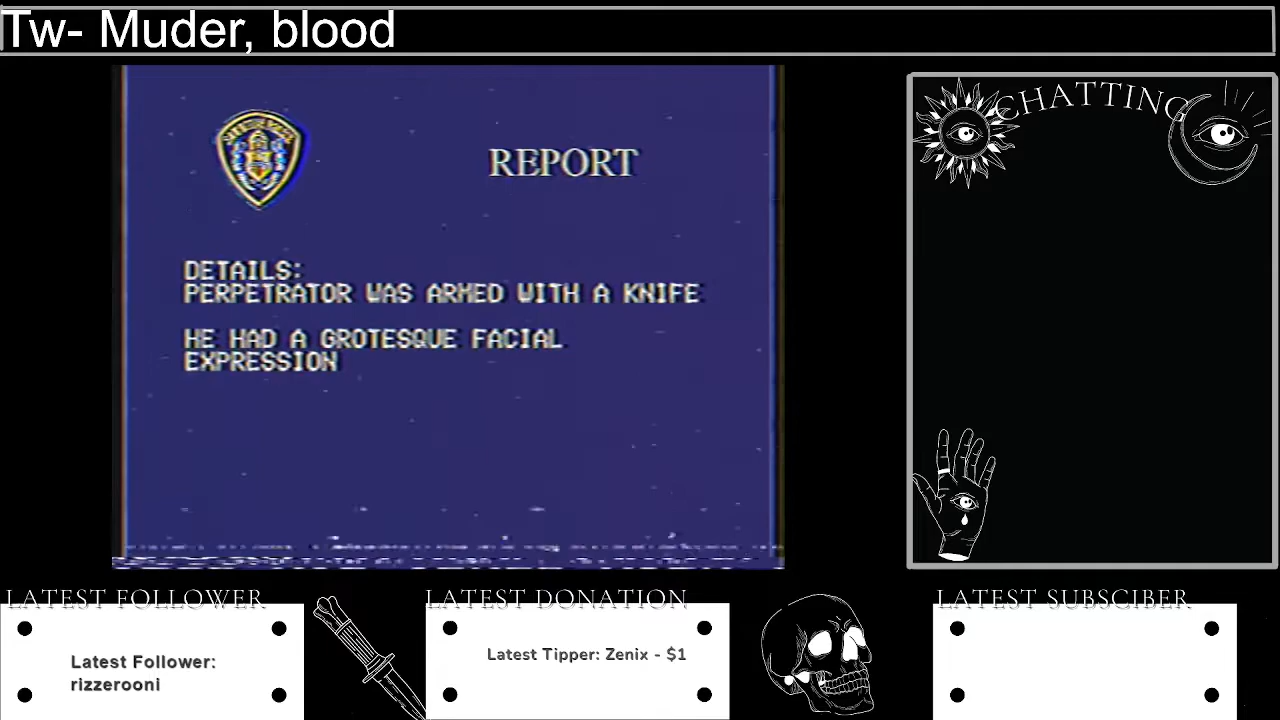 Tw- Muder, blood
CHATTING
REPORT
DETAILS:
PERPETRATOR WAS ARMED WITH A KNIFE
HE HAD A GROTESQUE FACIAL
EXPRESSION
LATEST FOLLOWER
LATEST DONATION
LATEST SUBSCIBER
Latest Follower:
rizzerooni
Latest Tipper: Zenix - $1